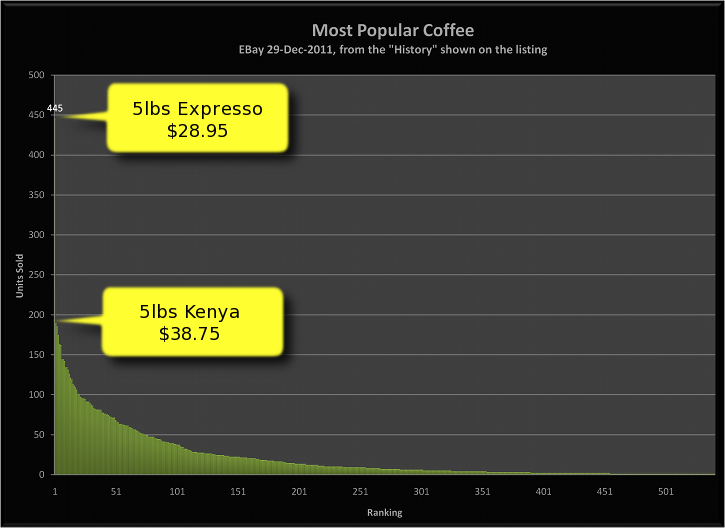 Most Popular Coffee
EBay 29-Dec-2011, from the "History" shown on the listing
500
450
400
350
300
250
200
150
100
50
0
445
5lbs Expresso
$28.95
5lbs Kenya
$38.75
Units Sold
1 51 101 151 201 251 301 351 401 451 501
Ranking